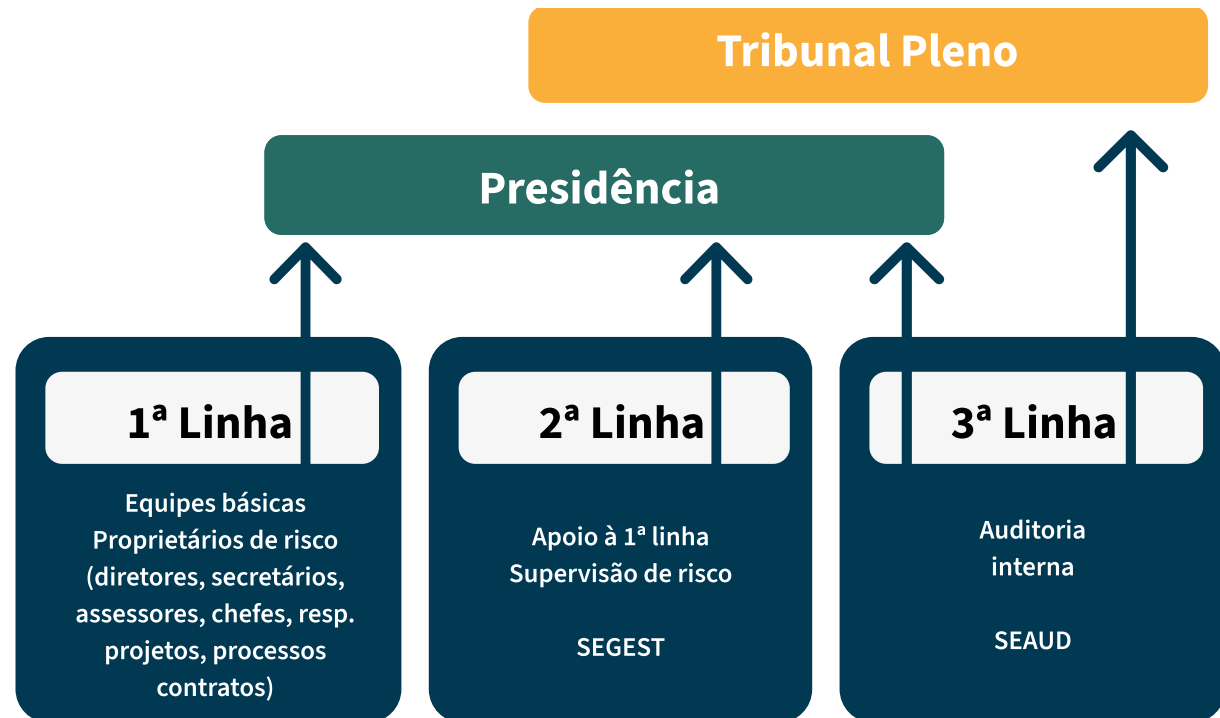 Tribunal Pleno
Presidência
1ª Linha
Equipes básicas
Proprietários de risco
(diretores, secretários,
assessores, chefes, resp.
projetos, processos
contratos)
2ª Linha
Apoio à 1ª linha
Supervisão de risco
SEGEST
3ª Linha
Auditoria
interna
SEAUD